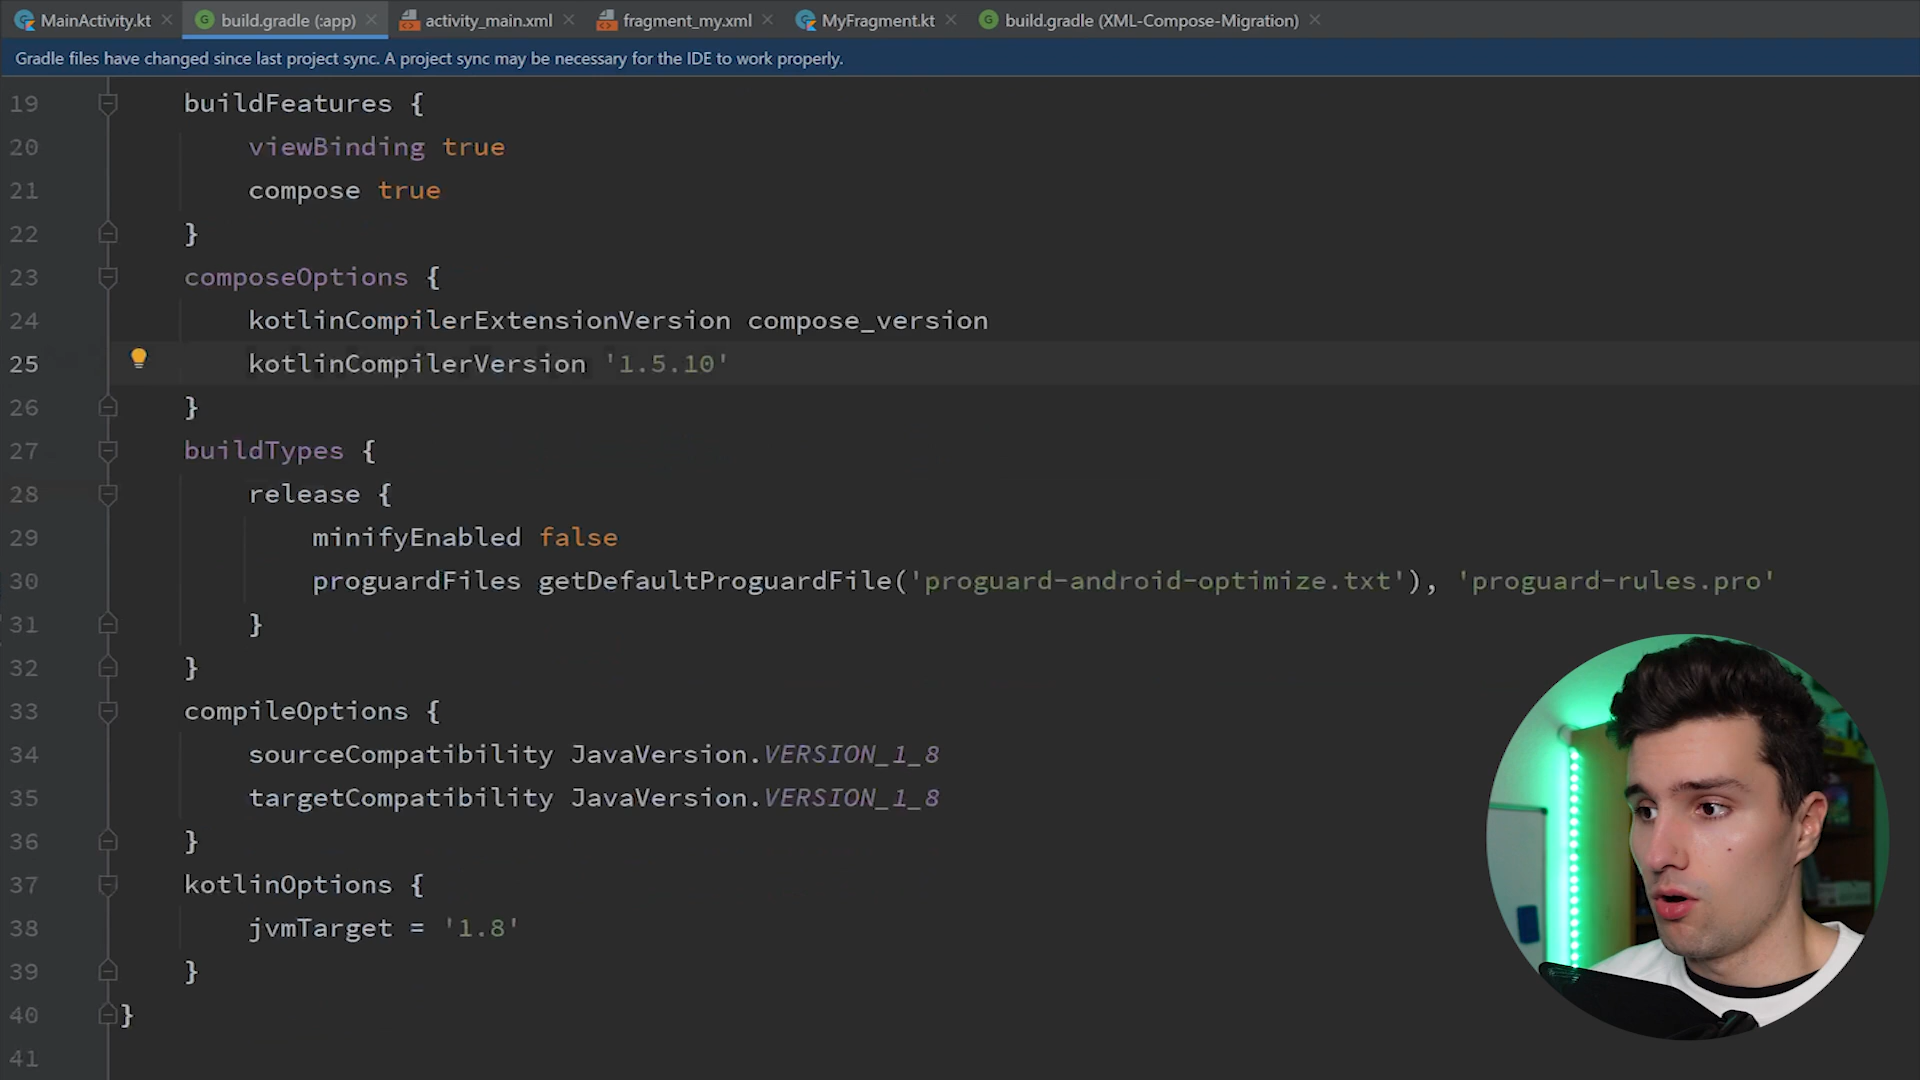 MainActivity.kt
build.gradle (:app)
activity_main.xml
fragment_my.xml
MyFragment.kt
build.gradle (XML-Compose-Migration)
Gradle files have changed since last project sync. A project sync may be necessary for the IDE to work properly.
19 buildFeatures {
20 viewBinding true
21 compose true
22 }
23 composeOptions {
24 kotlinCompilerExtensionVersion compose_version
25 kotlinCompilerVersion '1.5.10'
26 }
27 buildTypes {
28 release {
29 minifyEnabled false
30 proguardFiles getDefaultProguardFile('proguard-android-optimize.txt'), 'proguard-rules.pro'
31 }
32 }
33 compileOptions {
34 sourceCompatibility JavaVersion.VERSION_1_8
35 targetCompatibility JavaVersion.VERSION_1_8
36 }
37 kotlinOptions {
38 jvmTarget = '1.8'
39 }
40 }
41